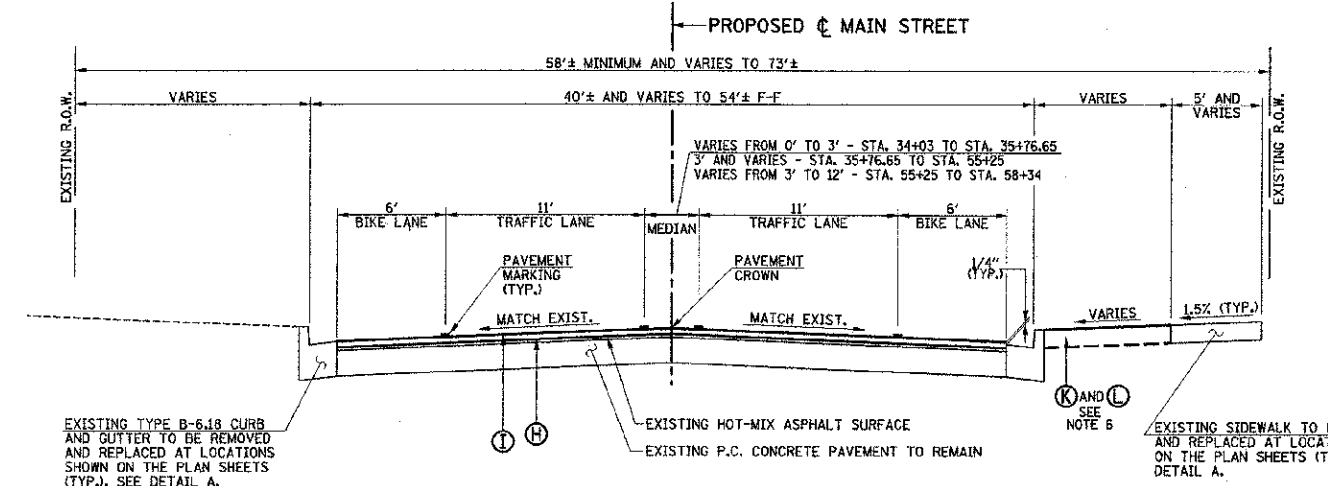 PROPOSED ℄ MAIN STREET
58'± MINIMUM AND VARIES TO 73'±
VARIES
40'± AND VARIES TO 54'± F-F
VARIES
5' AND
VARIES
EXISTING R.O.W.
EXISTING R.O.W.
VARIES FROM 0' TO 3' - STA. 34+03 TO STA. 35+76.65
3' AND VARIES - STA. 35+76.65 TO STA. 55+25
VARIES FROM 3' TO 12' - STA. 55+25 TO STA. 58+34
6'
BIKE LANE
11'
TRAFFIC LANE
MEDIAN
11'
TRAFFIC LANE
6'
BIKE LANE
PAVEMENT
MARKING
(TYP.)
PAVEMENT
CROWN
1/4"
(TYP.)
MATCH EXIST.
MATCH EXIST.
VARIES
1.5% (TYP.)
K AND L
SEE
NOTE 6
I
H
EXISTING HOT-MIX ASPHALT SURFACE
EXISTING P.C. CONCRETE PAVEMENT TO REMAIN
EXISTING TYPE B-6.18 CURB
AND GUTTER TO BE REMOVED
AND REPLACED AT LOCATIONS
SHOWN ON THE PLAN SHEETS
(TYP.). SEE DETAIL A.
EXISTING SIDEWALK TO
AND REPLACED AT LOCAT
ON THE PLAN SHEETS (T
DETAIL A.